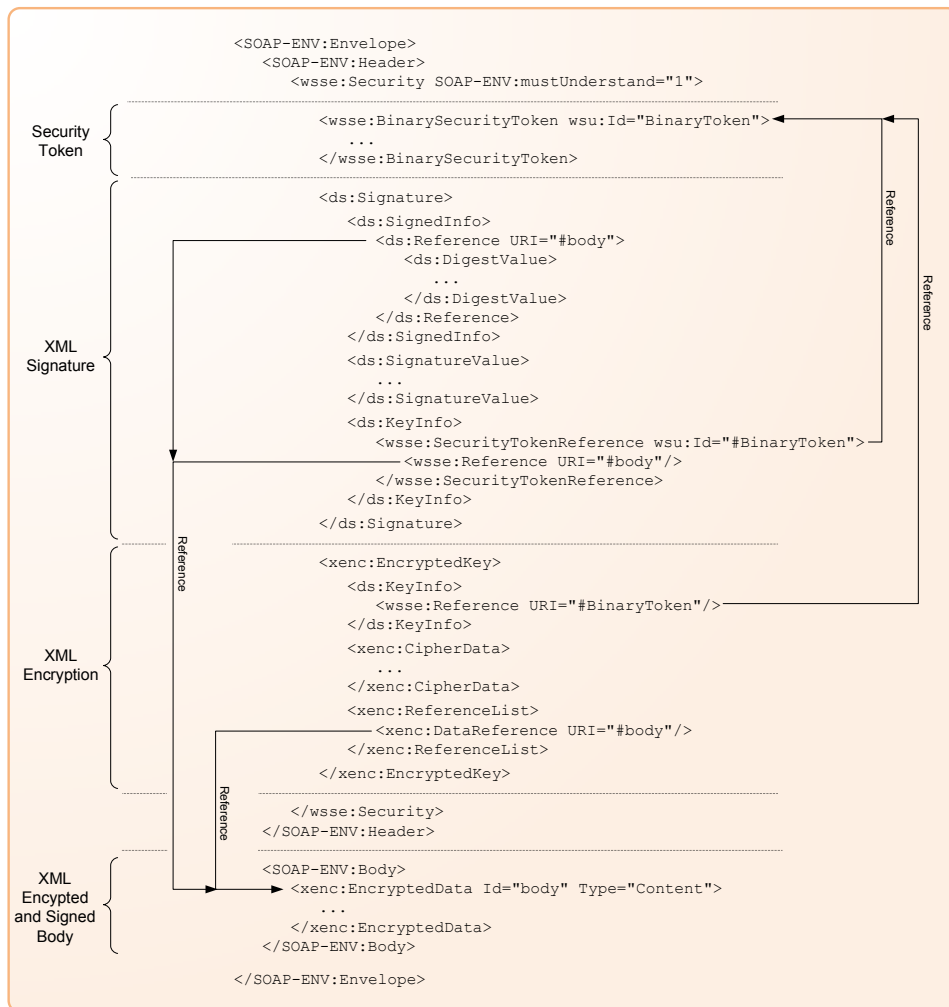 <SOAP-ENV:Envelope>
<SOAP-ENV:Header>
<wsse:Security SOAP-ENV:mustUnderstand="1">
Security
Token
<wsse:BinarySecurityToken wsu:Id="BinaryToken">
...
</wsse:BinarySecurityToken>
Reference
Reference
XML
Signature
<ds:Signature>
<ds:SignedInfo>
<ds:Reference URI="#body">
<ds:DigestValue>
...
</ds:DigestValue>
</ds:Reference>
</ds:SignedInfo>
<ds:SignatureValue>
...
</ds:SignatureValue>
<ds:KeyInfo>
<wsse:SecurityTokenReference wsu:Id="#BinaryToken">
<wsse:Reference URI="#body"/>
</wsse:SecurityTokenReference>
</ds:KeyInfo>
</ds:Signature>
Reference
XML
Encryption
<xenc:EncryptedKey>
<ds:KeyInfo>
<wsse:Reference URI="#BinaryToken"/>
</ds:KeyInfo>
<xenc:CipherData>
...
</xenc:CipherData>
<xenc:ReferenceList>
<xenc:DataReference URI="#body"/>
</xenc:ReferenceList>
</xenc:EncryptedKey>
Reference
</wsse:Security>
</SOAP-ENV:Header>
XML
Encypted
and Signed
Body
<SOAP-ENV:Body>
<xenc:EncryptedData Id="body" Type="Content">
...
</xenc:EncryptedData>
</SOAP-ENV:Body>
</SOAP-ENV:Envelope>